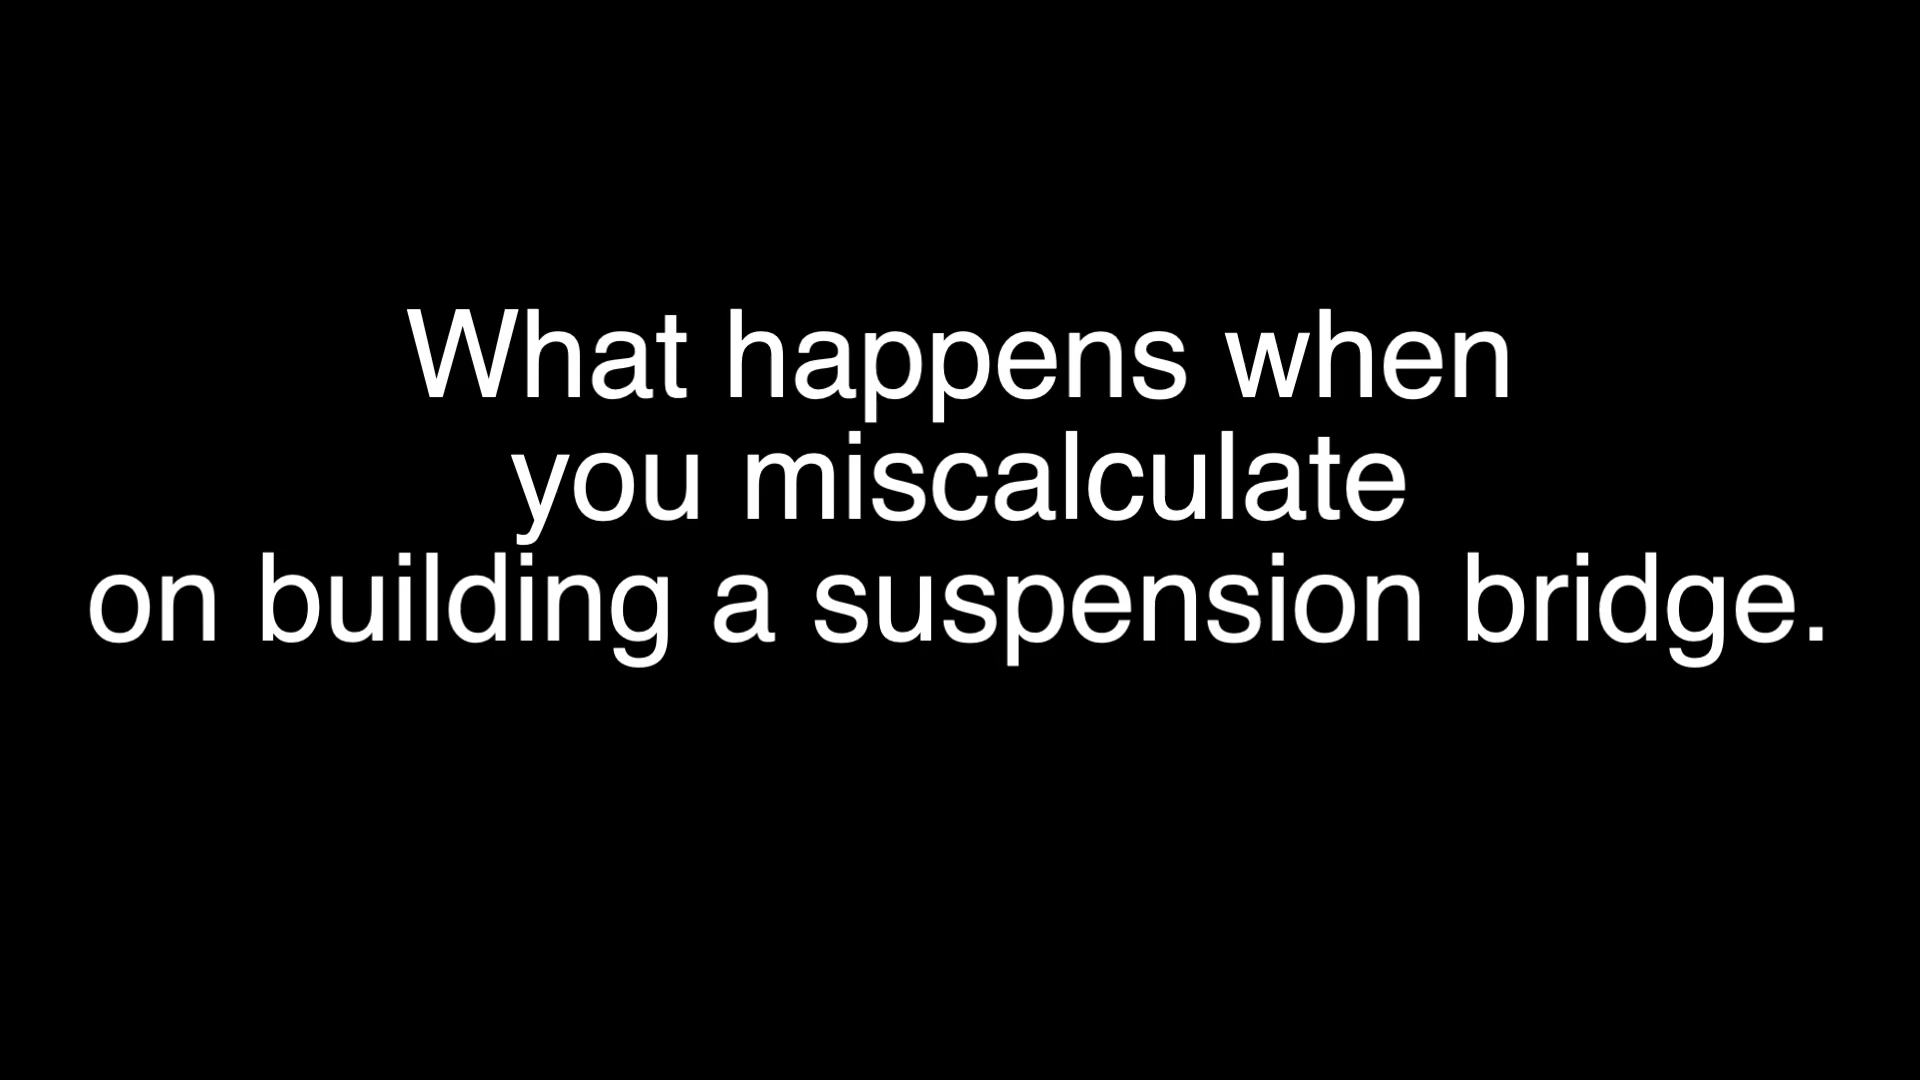 What happens when
you miscalculate
on building a suspension bridge.